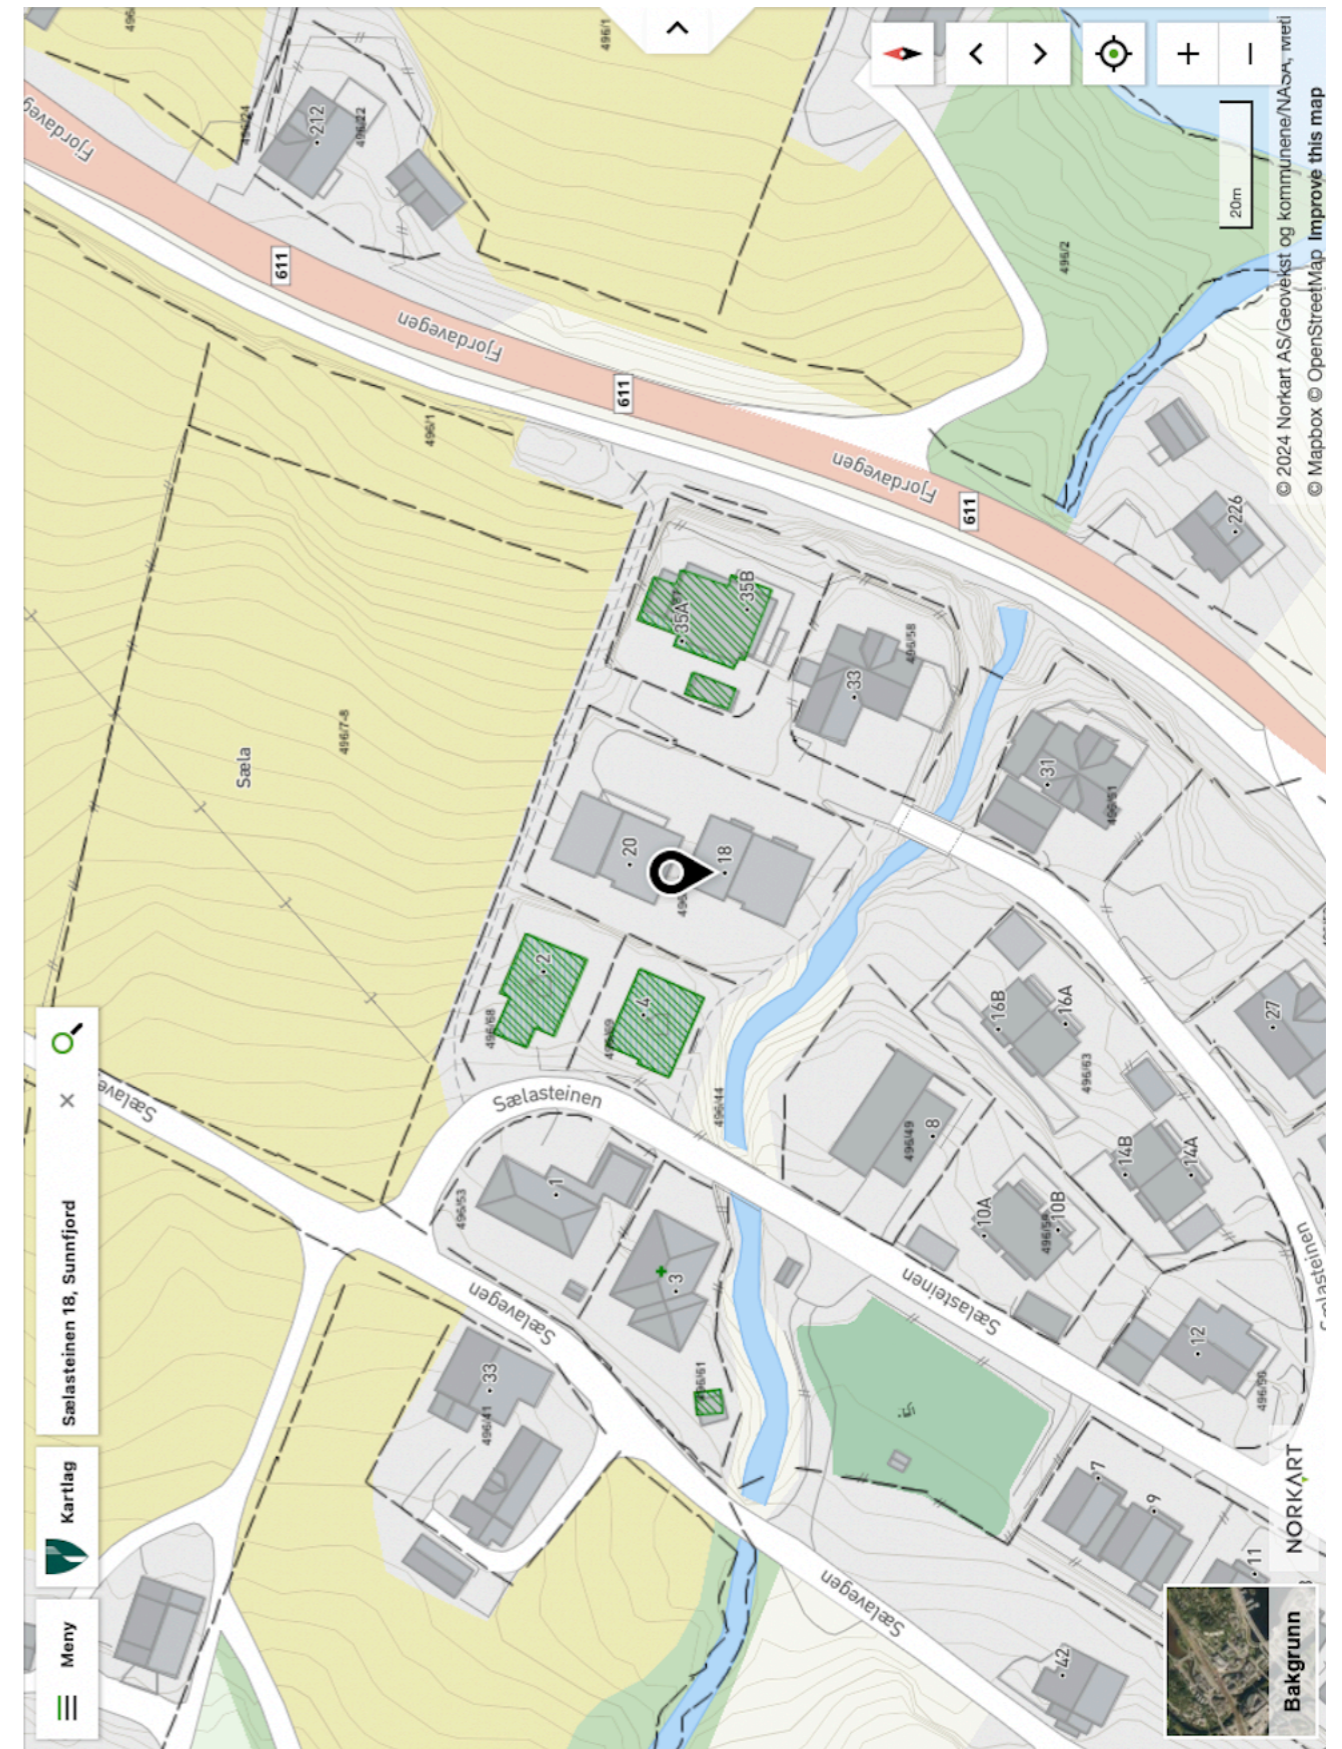 Meny
Kartlag
Sælasteinen 18, Sunnfjord
×
Bakgrunn
NORKART
20m
© 2024 Norkart AS/Geovekst og kommunene/NASA, Meti
© Mapbox © OpenStreetMap Improve this map
Sælavegen
Sælavegen
Sælasteinen
Sælasteinen
Fjordavegen
Fjordavegen
611
611
611
Sæla
496/7-8
496/1
496/1
496/22
496/2
496/53
496/41
496/61
496/44
496/49
496/63
496/58
496/68
212
226
35A
35B
33
31
20
18
2
4
1
3
33
8
16B
16A
14B
14A
10A
10B
12
27
7
9
11
42